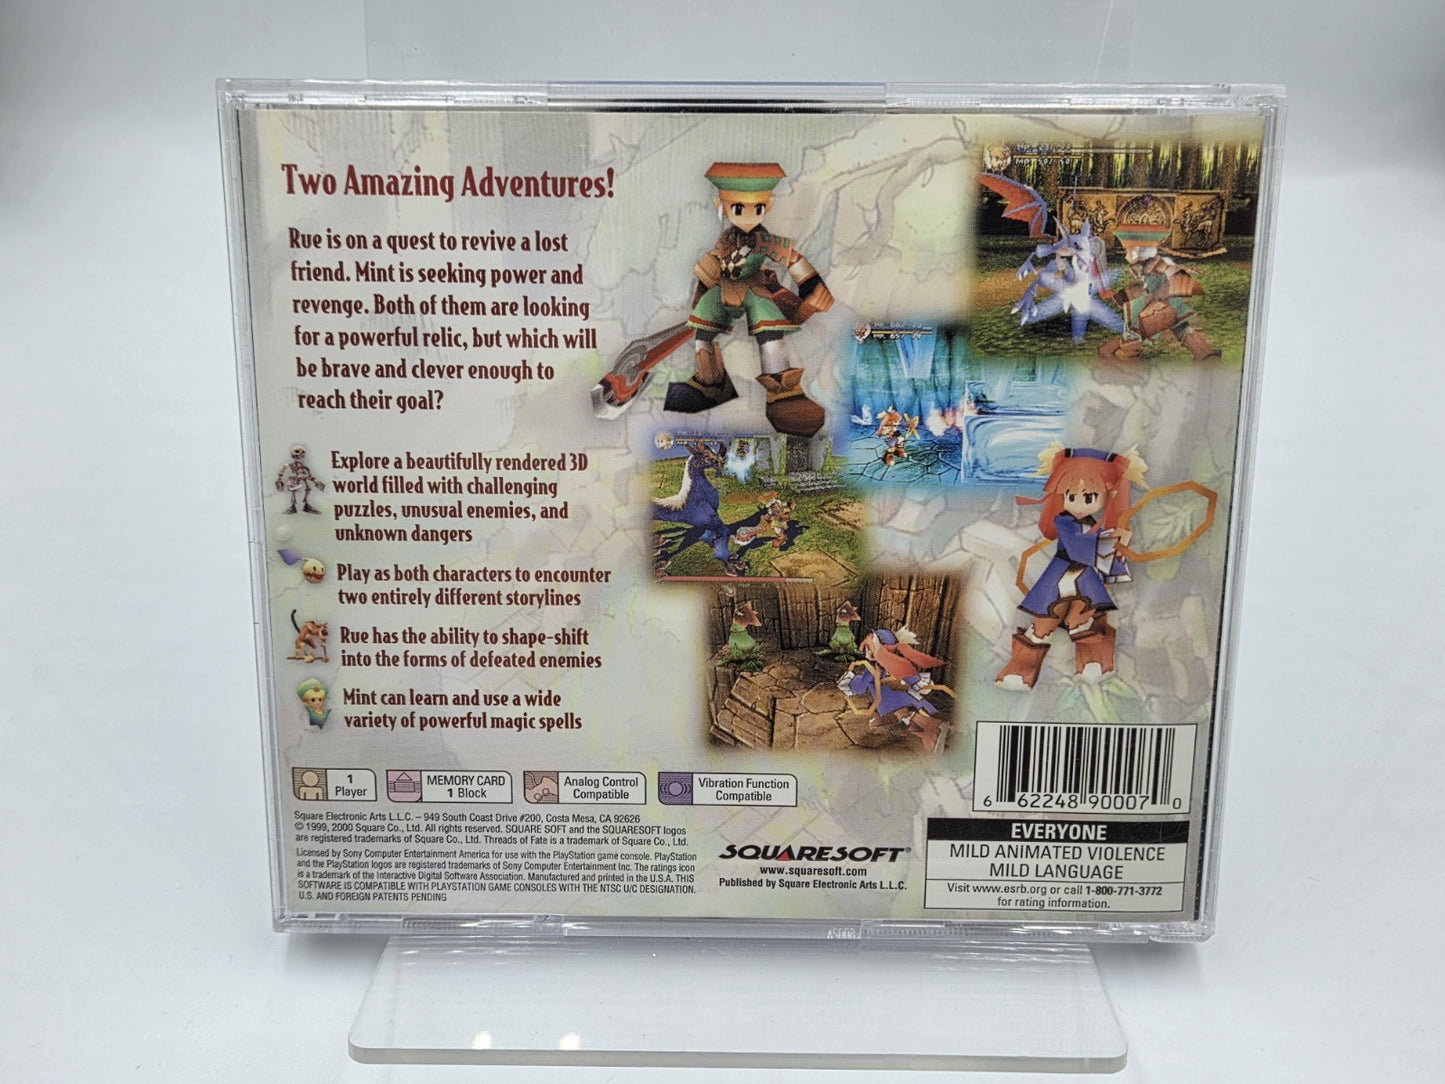 Two Amazing Adventures!
Rue is on a quest to revive a lost
friend. Mint is seeking power and
revenge. Both of them are looking
for a powerful relic, but which will
be brave and clever enough to
reach their goal?
Explore a beautifully rendered 3D
world filled with challenging
puzzles, unusual enemies, and
unknown dangers
Play as both characters to encounter
two entirely different storylines
Rue has the ability to shape-shift
into the forms of defeated enemies
Mint can learn and use a wide
variety of powerful magic spells
1
Player
MEMORY CARD
1 Block
Analog Control
Compatible
Vibration Function
Compatible
Square Electronic Arts L.L.C. – 949 South Coast Drive #200, Costa Mesa, CA 92626
© 1999, 2000 Square Co., Ltd. All rights reserved. SQUARE SOFT and the SQUARESOFT logos
are registered trademarks of Square Co., Ltd. Threads of Fate is a trademark of Square Co., Ltd.
Licensed by Sony Computer Entertainment America for use with the PlayStation game console. PlayStation
and the PlayStation logos are registered trademarks of Sony Computer Entertainment Inc. The ratings icon
is a trademark of the Interactive Digital Software Association. Manufactured and printed in the U.S.A. THIS
SOFTWARE IS COMPATIBLE WITH PLAYSTATION GAME CONSOLES WITH THE NTSC U/C DESIGNATION.
U.S. AND FOREIGN PATENTS PENDING
SQUARESOFT®
www.squaresoft.com
Published by Square Electronic Arts L.L.C.
6 62248 90007 0
EVERYONE
MILD ANIMATED VIOLENCE
MILD LANGUAGE
Visit www.esrb.org or call 1-800-771-3772
for rating information.